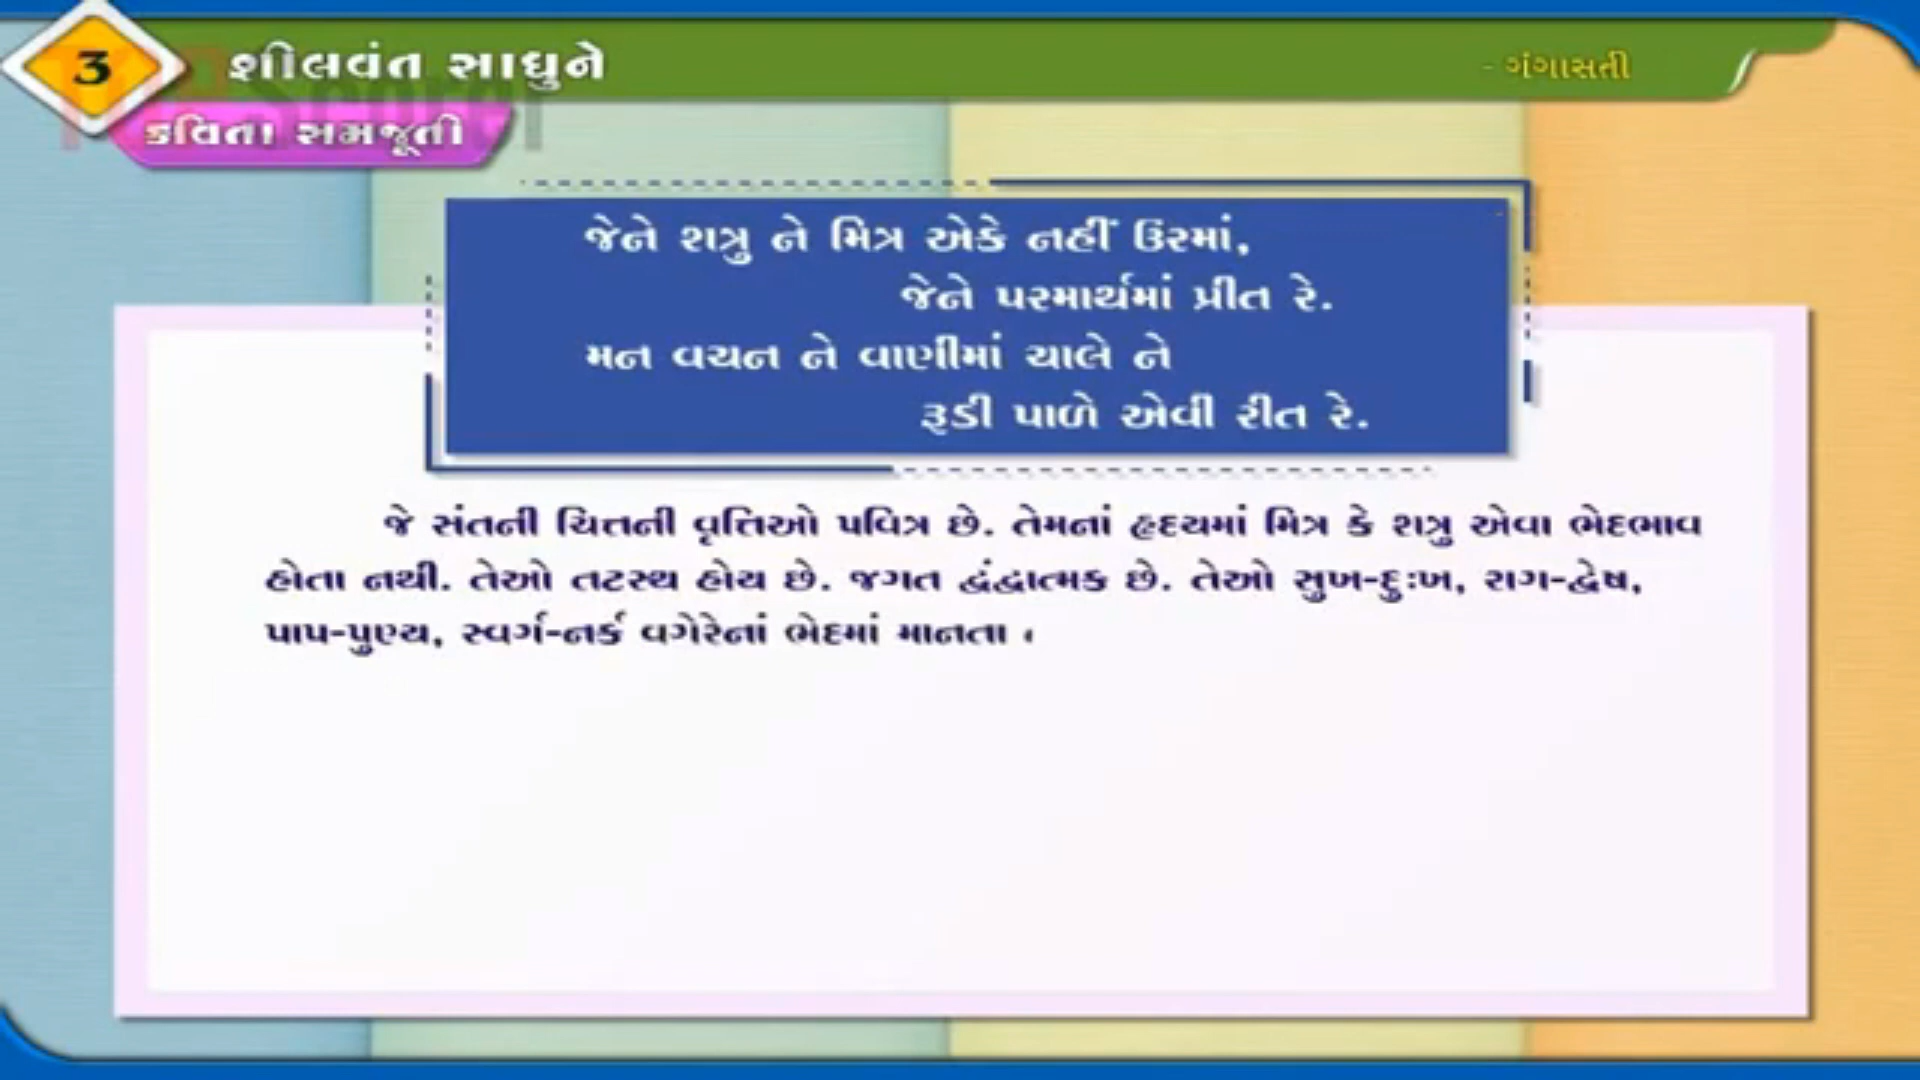 3
શીલવંત સાધુને
- ગંગાસતી
કવિતા સમજૂતી
જેને શત્રુ ને મિત્ર એકે નહીં ઉરમાં,
જેને પરમાર્થમાં પ્રીત રે.
મન વચન ને વાણીમાં ચાલે ને
રૂડી પાળે એવી રીત રે.
જે સંતની ચિત્તની વૃત્તિઓ પવિત્ર છે. તેમનાં હૃદયમાં મિત્ર કે શત્રુ એવા ભેદભાવ
હોતા નથી. તેઓ તટસ્થ હોય છે. જગત દ્વંદ્વાત્મક છે. તેઓ સુખ-દુઃખ, રાગ-દ્વેષ,
પાપ-પુણ્ય, સ્વર્ગ-નર્ક વગેરેનાં ભેદમાં માનતા